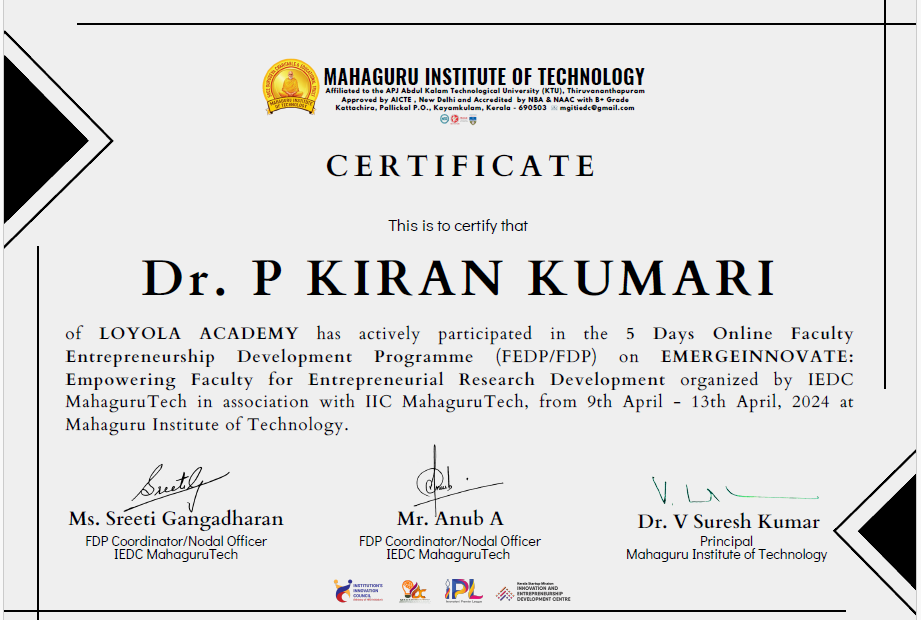 MAHAGURU INSTITUTE OF TECHNOLOGY
Affiliated to the APJ Abdul Kalam Technological University (KTU), Thiruvananthapuram
Approved by AICTE , New Delhi and Accredited by NBA & NAAC with B+ Grade
Kattachira, Pallickal P.O., Kayamkulam, Kerala - 690503 mgitiedc@gmail.com
CERTIFICATE
This is to certify that
Dr. P KIRAN KUMARI
of LOYOLA ACADEMY has actively participated in the 5 Days Online Faculty
Entrepreneurship Development Programme (FEDP/FDP) on EMERGEINNOVATE:
Empowering Faculty for Entrepreneurial Research Development organized by IEDC
MahaguruTech in association with IIC MahaguruTech, from 9th April - 13th April, 2024 at
Mahaguru Institute of Technology.
Ms. Sreeti Gangadharan
FDP Coordinator/Nodal Officer
IEDC MahaguruTech
Mr. Anub A
FDP Coordinator/Nodal Officer
IEDC MahaguruTech
Dr. V Suresh Kumar
Principal
Mahaguru Institute of Technology
INSTITUTION'S
INNOVATION
COUNCIL
IPL
Kerala Startup Mission
INNOVATION AND
ENTREPRENEURSHIP
DEVELOPMENT CENTRE